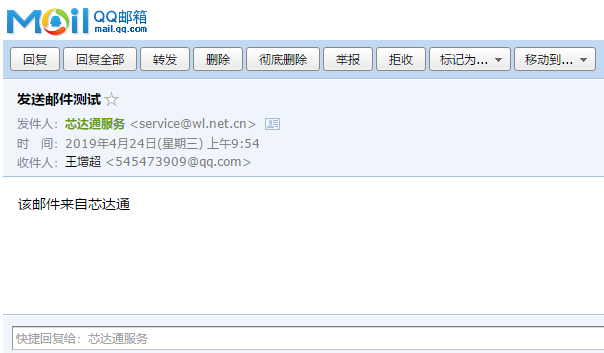 Mail QQ邮箱
mail.qq.com
回复 回复全部 转发 删除 彻底删除 举报 拒收 标记为... 移动到...
发送邮件测试
发件人：芯达通服务 <service@wl.net.cn>
时　间：2019年4月24日(星期三) 上午9:54
收件人：王增超 <545473909@qq.com>
该邮件来自芯达通
快捷回复给：芯达通服务